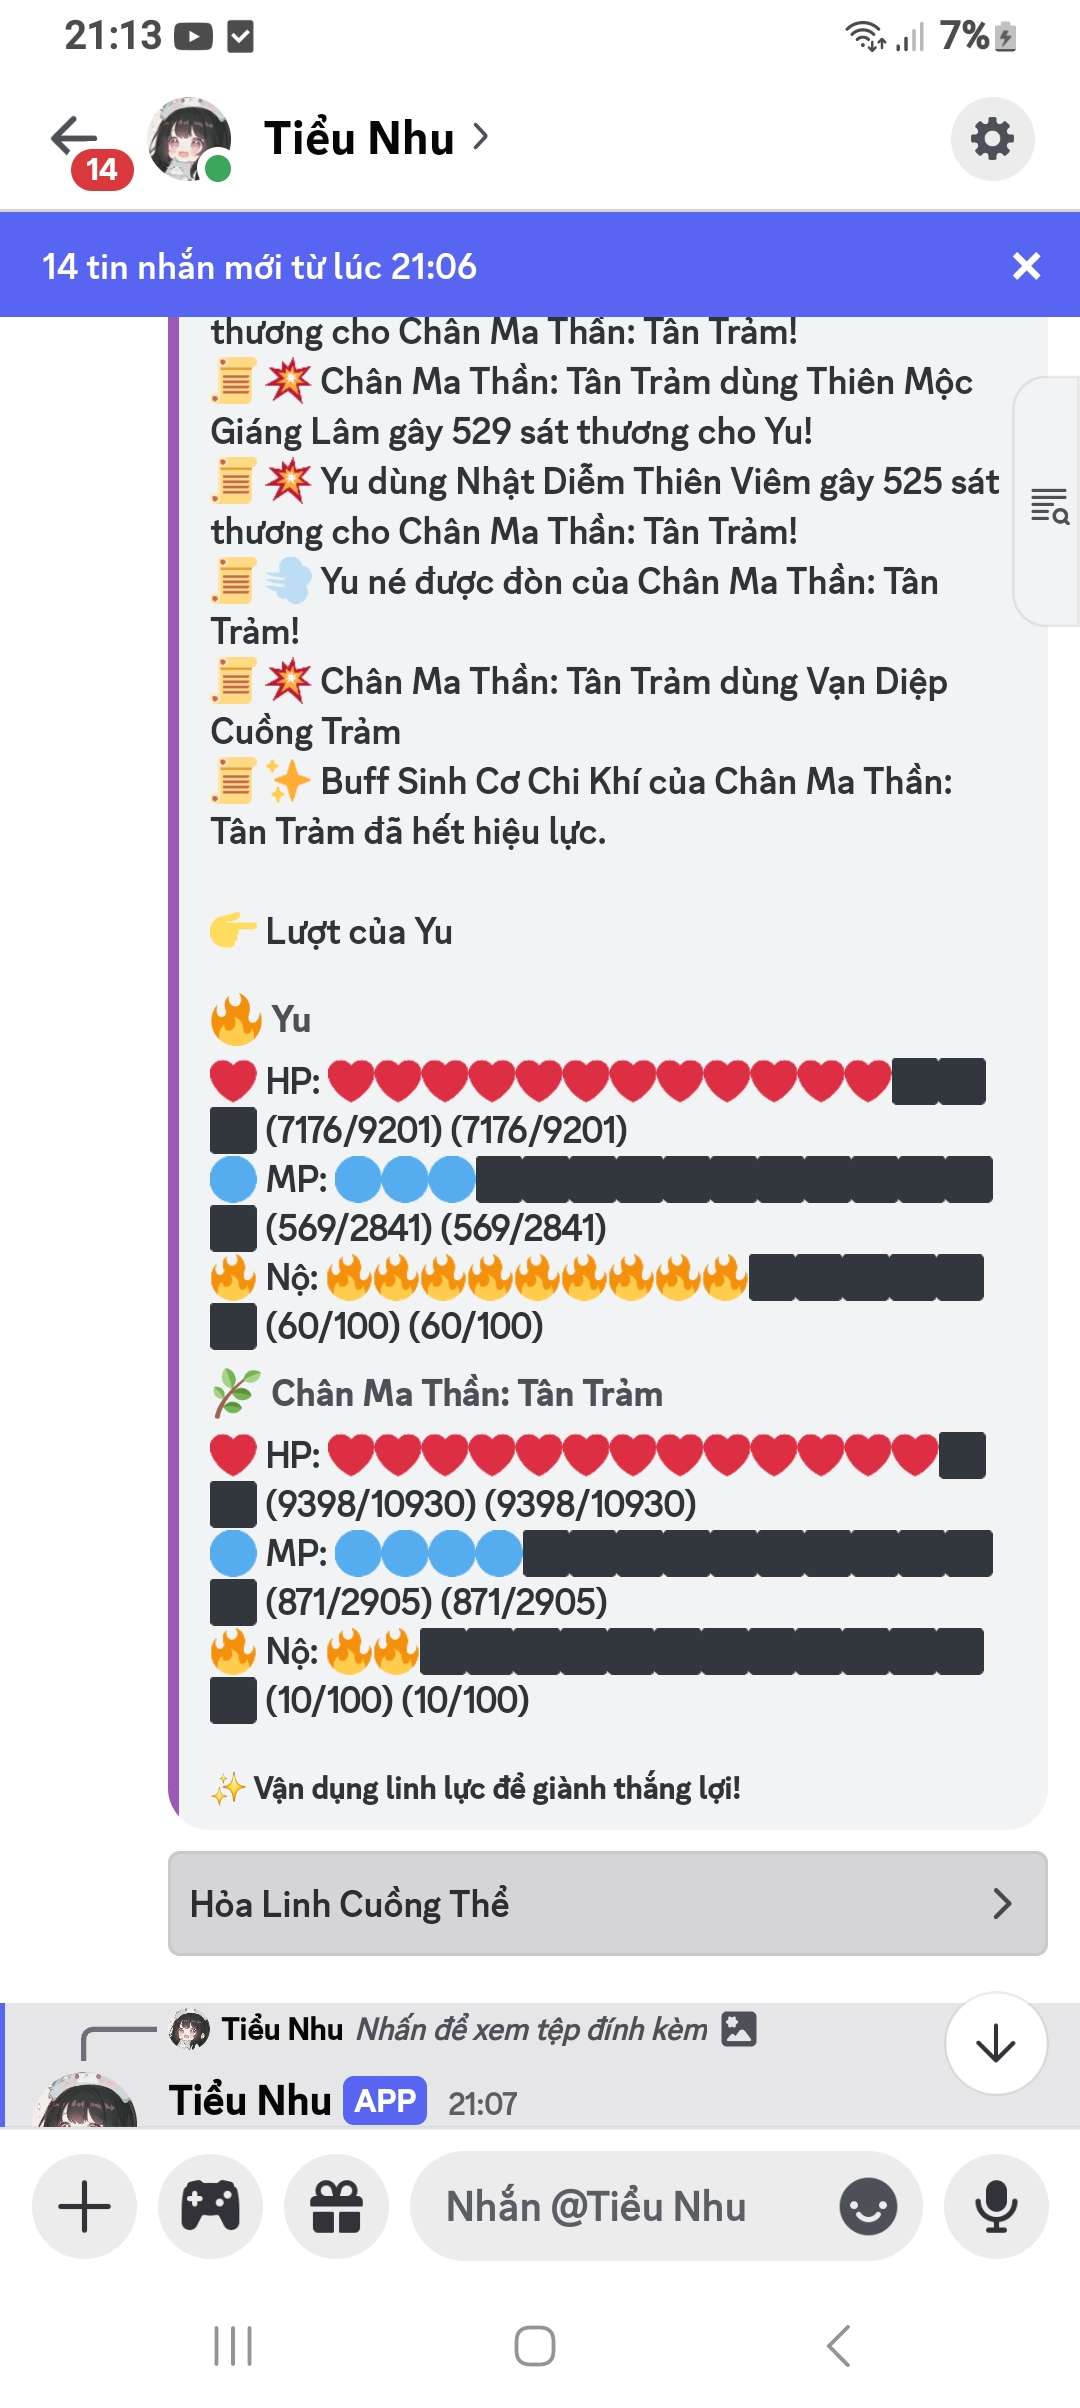 21:13
7%
14
Tiểu Nhu
14 tin nhắn mới từ lúc 21:06
thương cho Chân Ma Thần: Tân Trảm!
Chân Ma Thần: Tân Trảm dùng Thiên Mộc
Giáng Lâm gây 529 sát thương cho Yu!
Yu dùng Nhật Diễm Thiên Viêm gây 525 sát
thương cho Chân Ma Thần: Tân Trảm!
Yu né được đòn của Chân Ma Thần: Tân
Trảm!
Chân Ma Thần: Tân Trảm dùng Vạn Diệp
Cuồng Trảm
Buff Sinh Cơ Chi Khí của Chân Ma Thần:
Tân Trảm đã hết hiệu lực.
Lượt của Yu
Yu
HP:
(7176/9201) (7176/9201)
MP:
(569/2841) (569/2841)
Nộ:
(60/100) (60/100)
Chân Ma Thần: Tân Trảm
HP:
(9398/10930) (9398/10930)
MP:
(871/2905) (871/2905)
Nộ:
(10/100) (10/100)
Vận dụng linh lực để giành thắng lợi!
Hỏa Linh Cuồng Thể
Tiểu Nhu Nhấn để xem tệp đính kèm
Tiểu Nhu APP 21:07
Nhắn @Tiểu Nhu